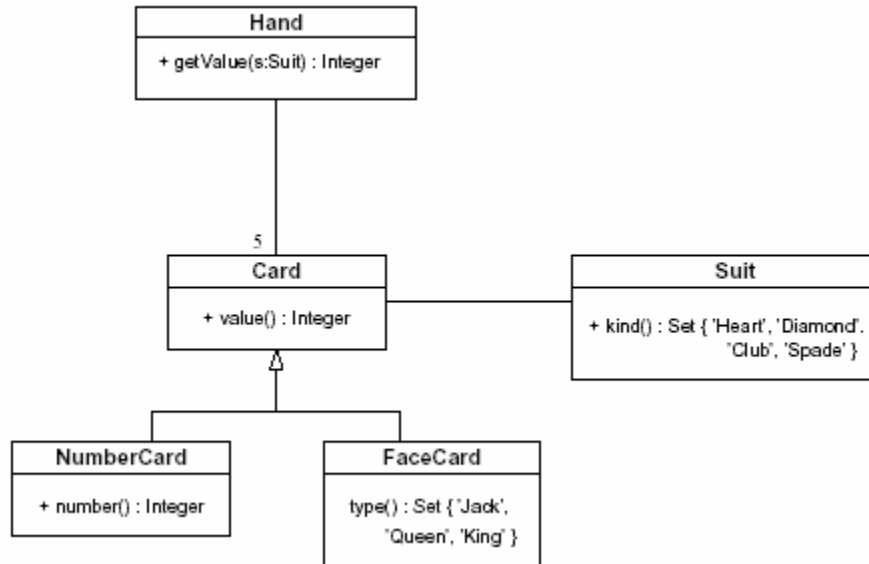 Hand
+ getValue(s:Suit) : Integer
5
Card
+ value() : Integer
Suit
+ kind() : Set { 'Heart', 'Diamond'.
'Club', 'Spade' }
NumberCard
+ number() : Integer
FaceCard
type() : Set { 'Jack',
'Queen', 'King' }